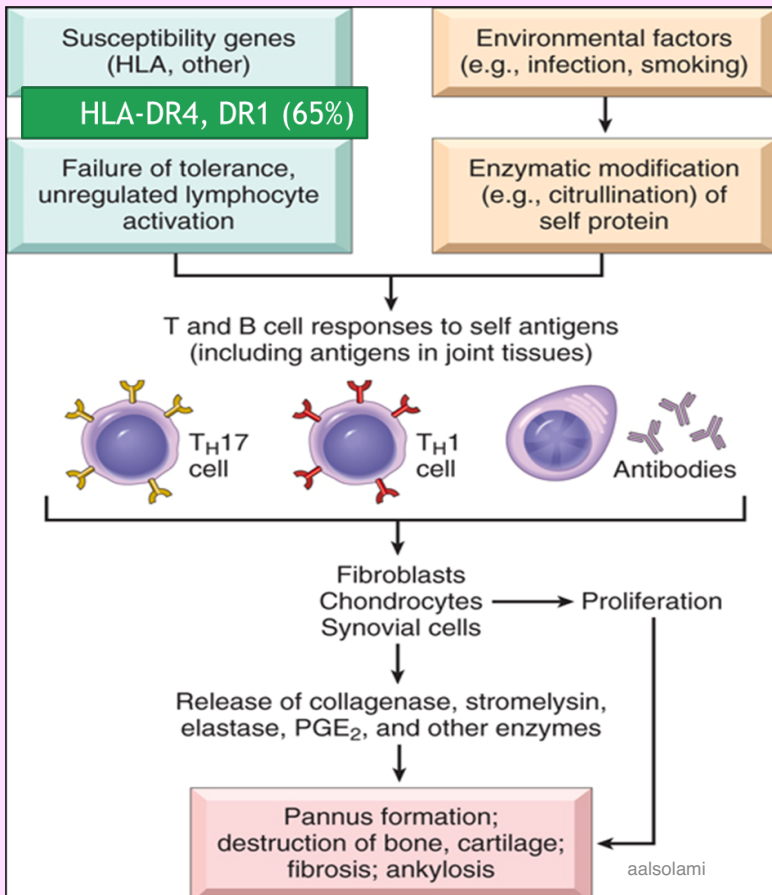 Susceptibility genes
(HLA, other)
Environmental factors
(e.g., infection, smoking)
HLA-DR4, DR1 (65%)
Failure of tolerance,
unregulated lymphocyte
activation
Enzymatic modification
(e.g., citrullination) of
self protein
T and B cell responses to self antigens
(including antigens in joint tissues)
TH17
cell
TH1
cell
Antibodies
Fibroblasts
Chondrocytes
Synovial cells
Proliferation
Release of collagenase, stromelysin,
elastase, PGE2, and other enzymes
Pannus formation;
destruction of bone, cartilage;
fibrosis; ankylosis
aalsolami